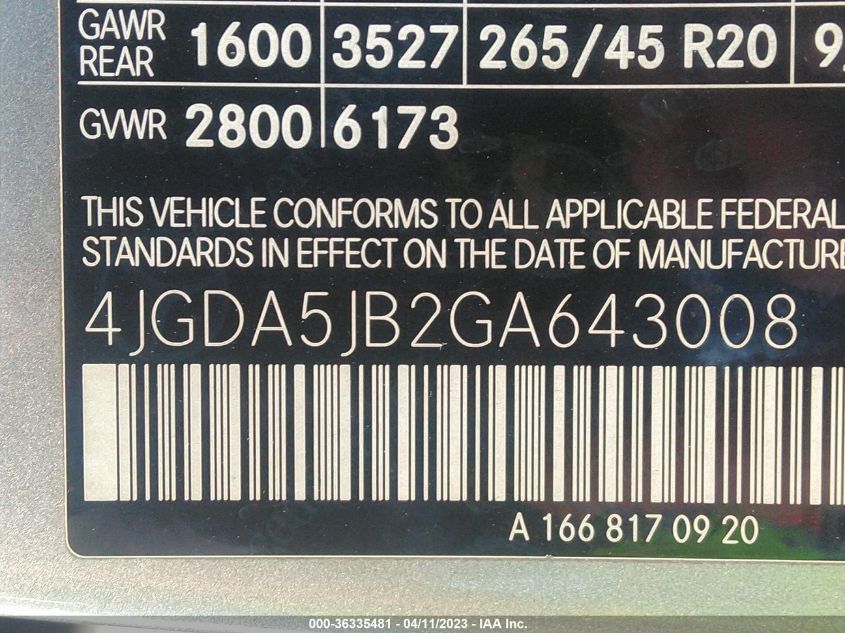 GAWR REAR 1600 3527 265/45 R20 9
GVWR 2800 6173
THIS VEHICLE CONFORMS TO ALL APPLICABLE FEDERAL
STANDARDS IN EFFECT ON THE DATE OF MANUFACTURE
4JGDA5JB2GA643008
A 166 817 09 20
000-36335481 - 04/11/2023 - IAA Inc.